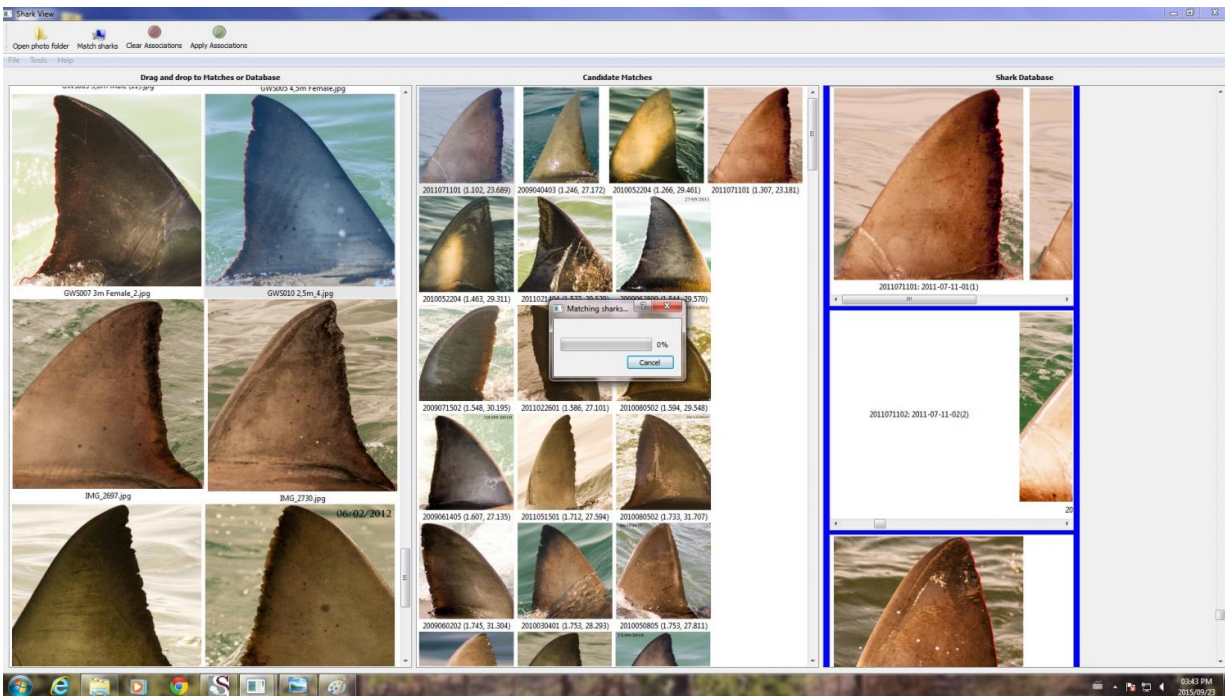 Shark View
Open photo folder Match sharks Clear Associations Apply Associations
File Tools Help
Drag and drop to Matches or Database
Candidate Matches
Shark Database
GWS005 4,5m Female.jpg
GWS007 3m Female_2.jpg
GWS010 2,5m_4.jpg
IMG_2697.jpg
IMG_2730.jpg
06/02/2012
2011071101 (1.102, 23.689) 2009040403 (1.246, 27.172) 2010052204 (1.266, 29.461) 2011071101 (1.307, 23.181)
27/05/2011
2010052204 (1.463, 29.311)
Matching sharks...
0%
Cancel
2009071502 (1.548, 30.195) 2011022601 (1.586, 27.101) 2010080502 (1.594, 29.548)
2009061405 (1.607, 27.135) 2011051501 (1.712, 27.594) 2010080502 (1.733, 31.707)
2009060202 (1.745, 31.304) 2010030401 (1.753, 28.293) 2010050805 (1.753, 27.811)
2011071101: 2011-07-11-01(1)
2011071102: 2011-07-11-02(2)
20
03:43 PM
2015/09/23